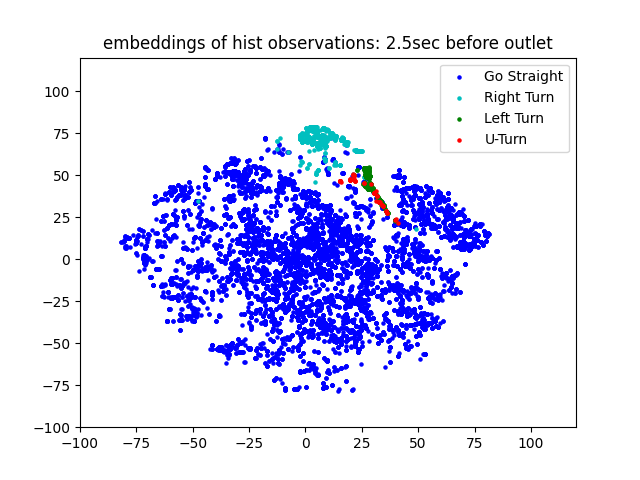 embeddings of hist observations: 2.5sec before outlet
Go Straight
Right Turn
Left Turn
U-Turn
100
75
50
25
0
−25
−50
−75
−100
−100 −75 −50 −25 0 25 50 75 100